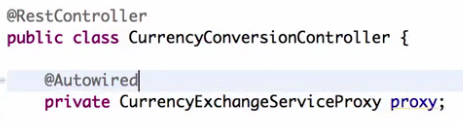 @RestController
public class CurrencyConversionController {
@Autowired
private CurrencyExchangeServiceProxy proxy;